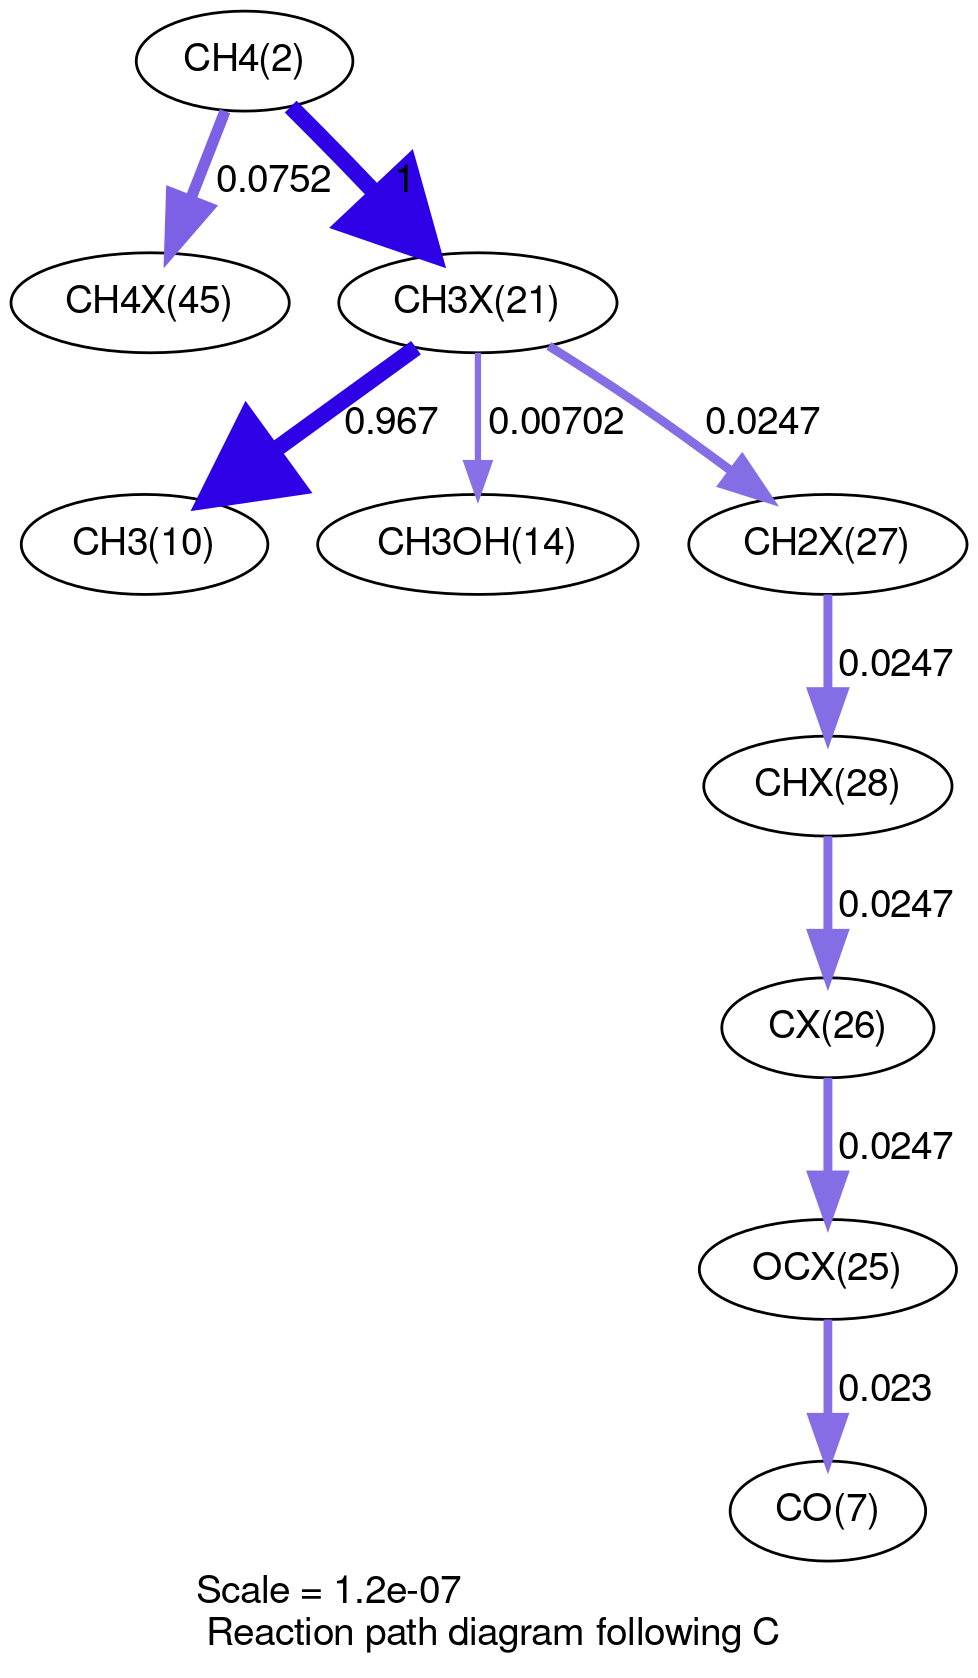 CH4(2)
0.0752
1
CH4X(45)
CH3X(21)
0.967
0.00702
0.0247
CH3(10)
CH3OH(14)
CH2X(27)
0.0247
CHX(28)
0.0247
CX(26)
0.0247
OCX(25)
0.023
CO(7)
Scale = 1.2e-07
Reaction path diagram following C